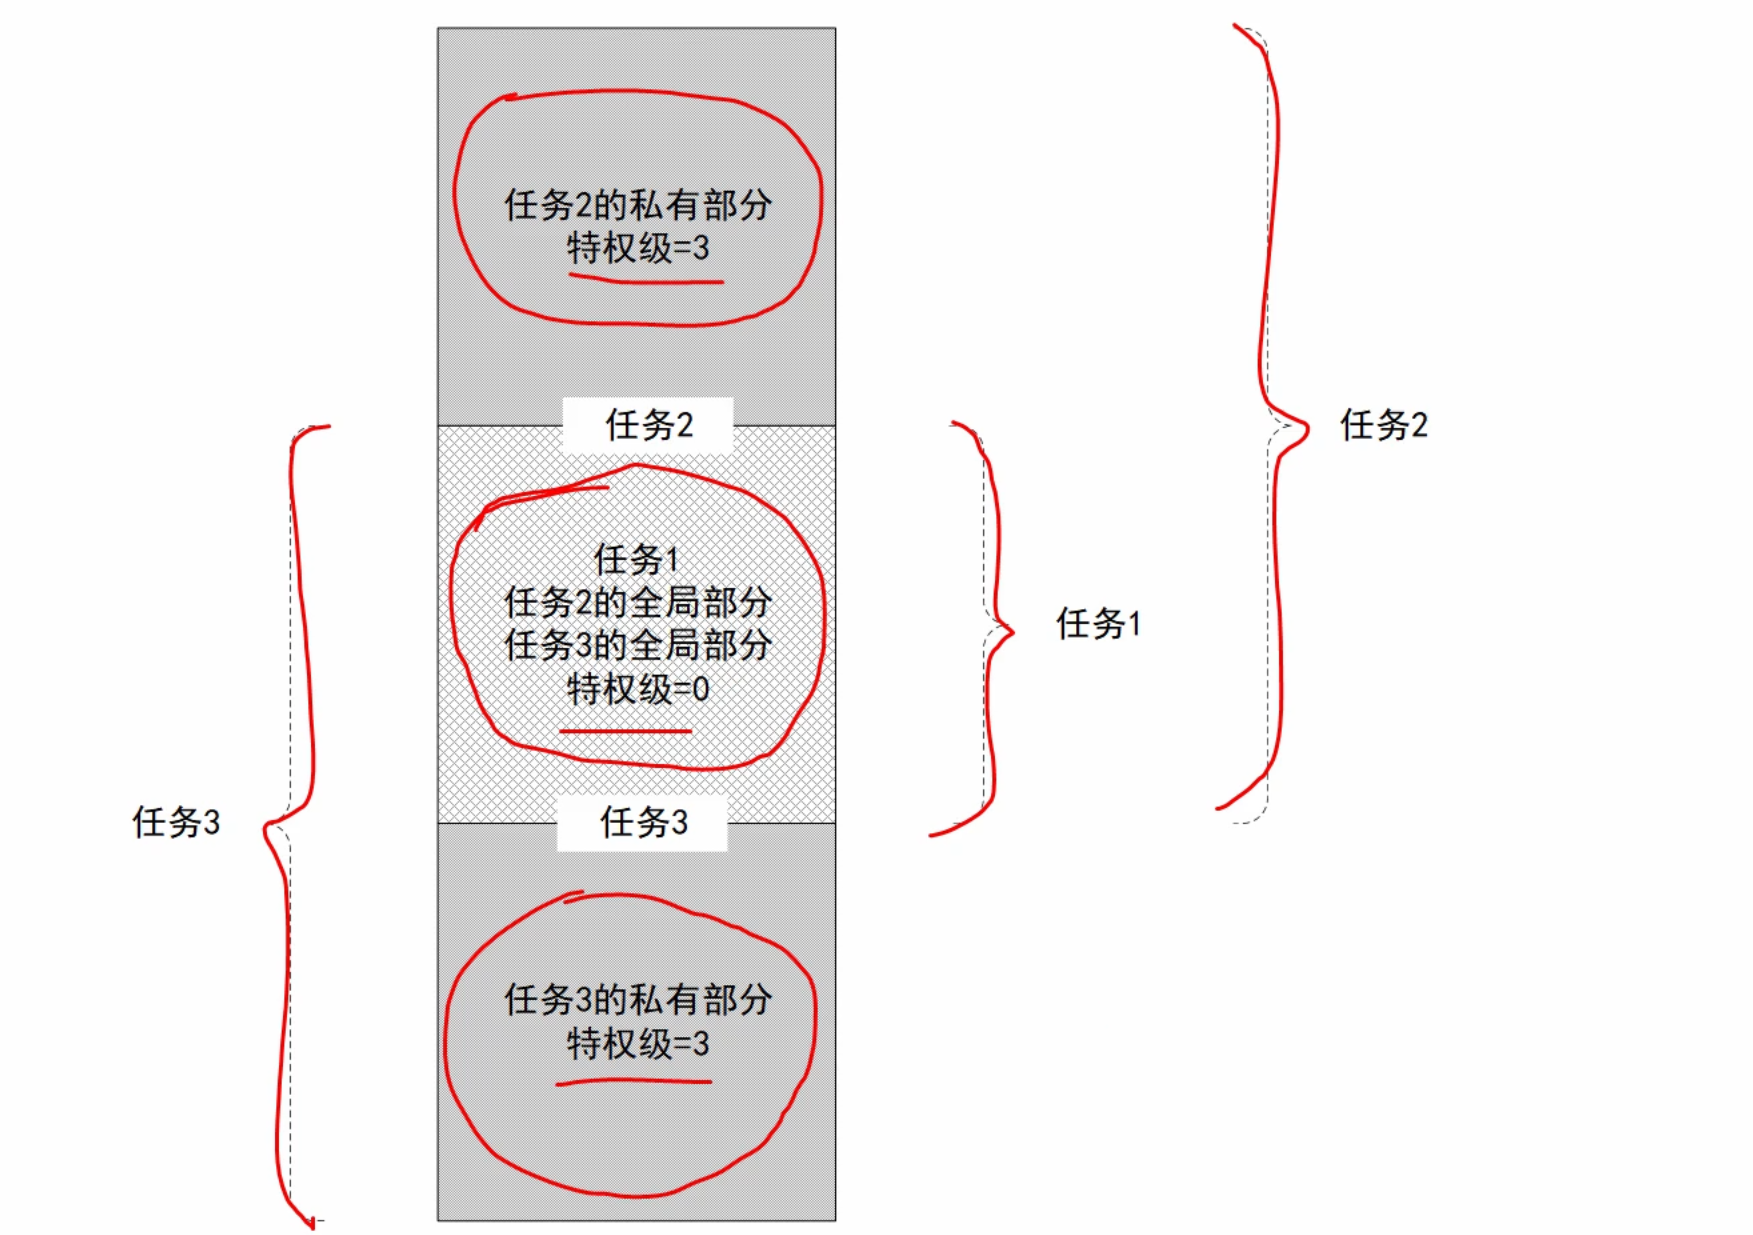 任务2的私有部分
特权级=3
任务2
任务2
任务1
任务2的全局部分
任务3的全局部分
特权级=0
任务1
任务3
任务3
任务3的私有部分
特权级=3